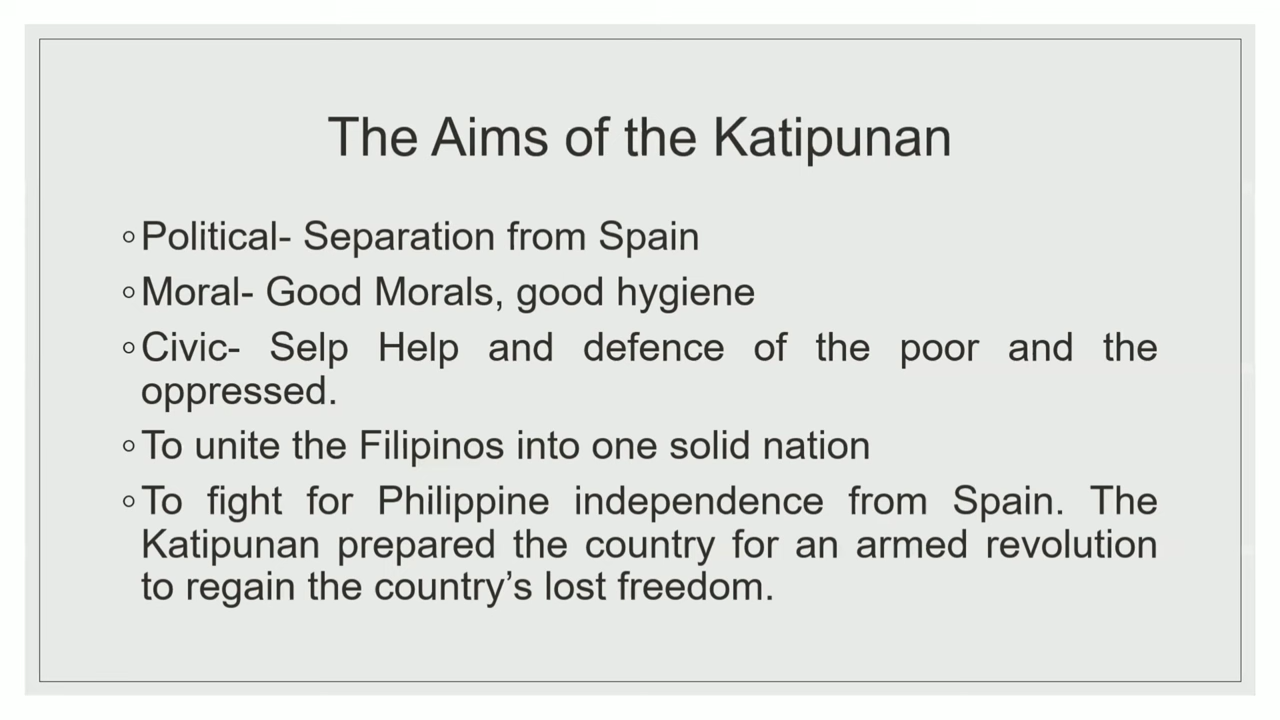 The Aims of the Katipunan
◦Political- Separation from Spain
◦Moral- Good Morals, good hygiene
◦Civic- Selp Help and defence of the poor and the
oppressed.
◦To unite the Filipinos into one solid nation
◦To fight for Philippine independence from Spain. The
Katipunan prepared the country for an armed revolution
to regain the country’s lost freedom.